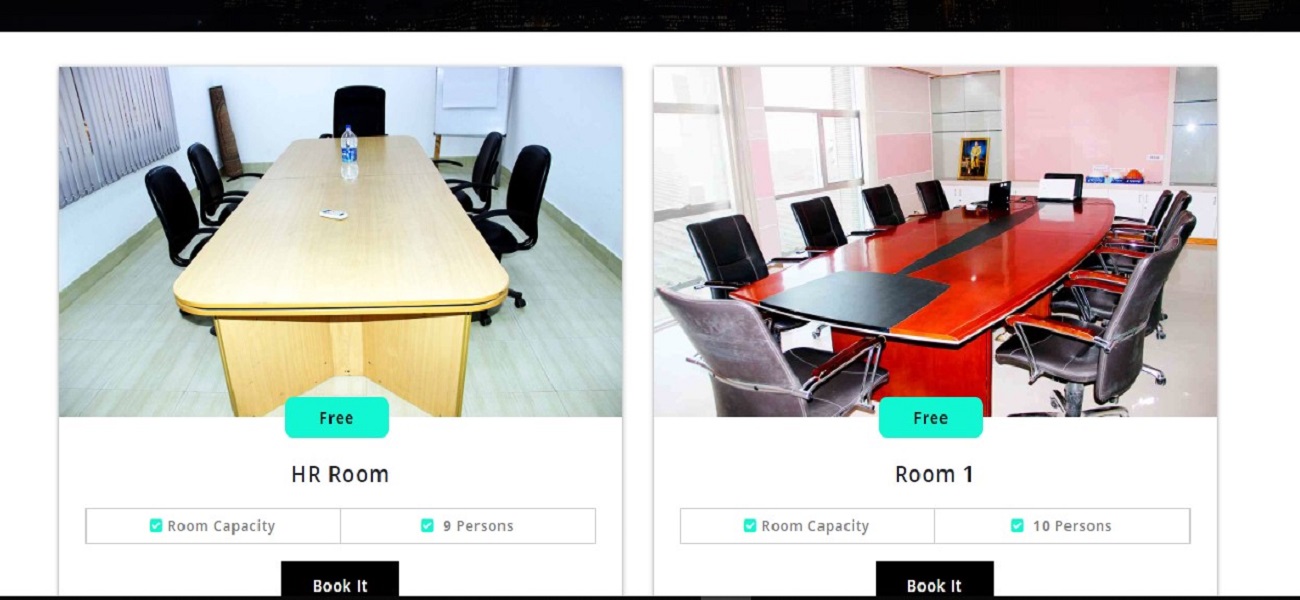 Free
HR Room
Room Capacity
9 Persons
Book It
Free
Room 1
Room Capacity
10 Persons
Book It